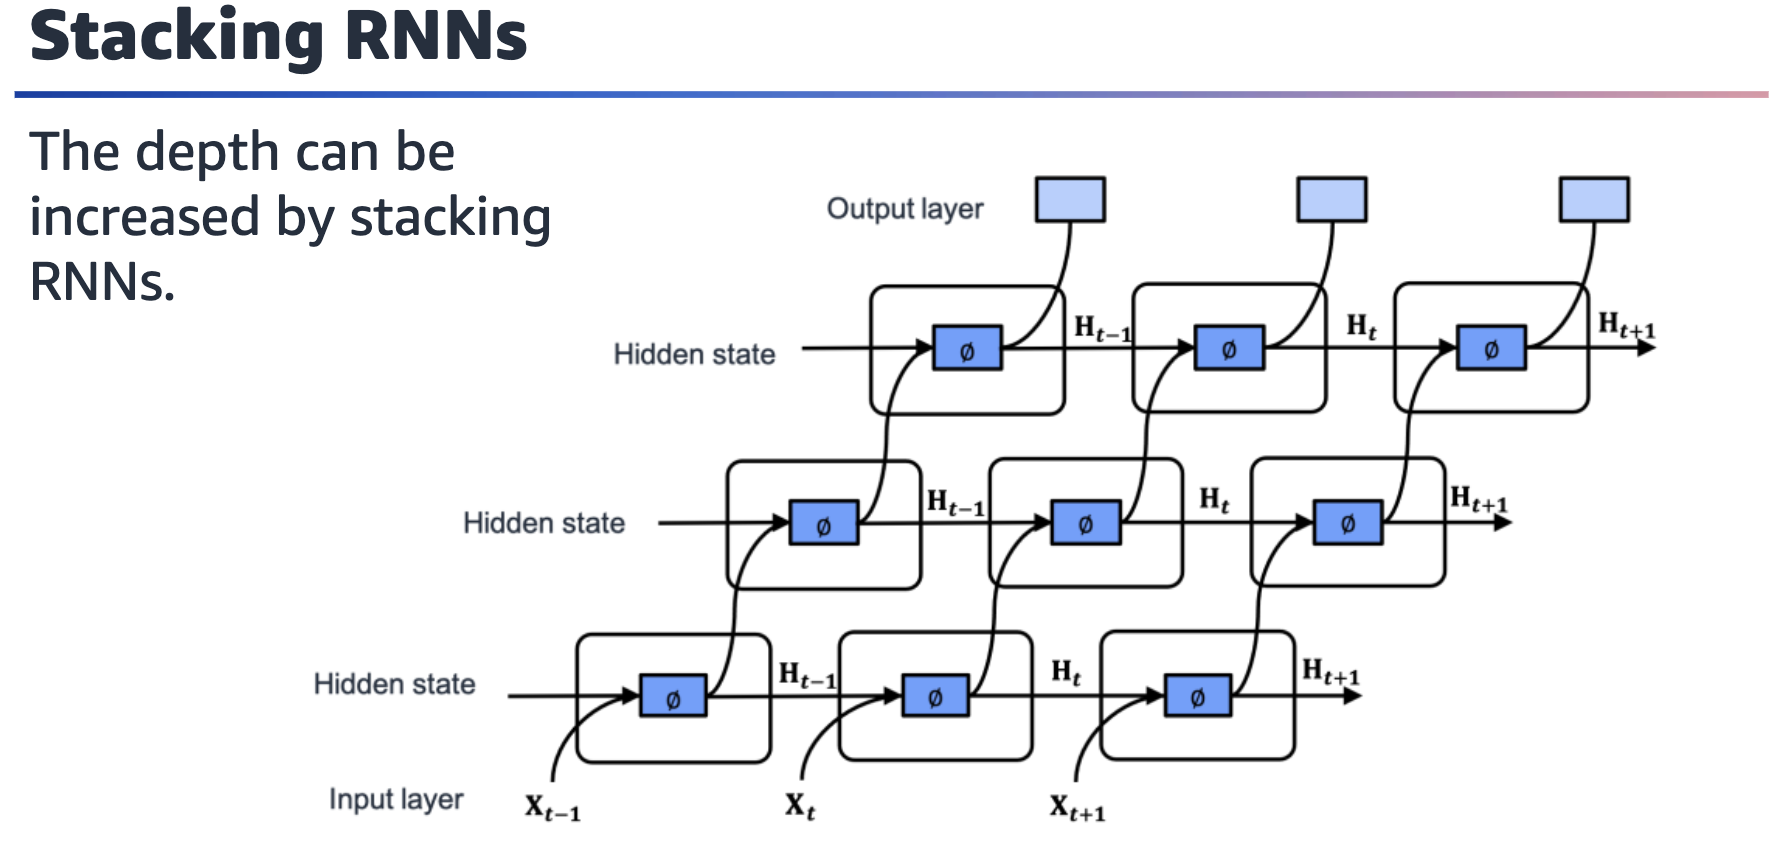 Stacking RNNs
The depth can be
increased by stacking
RNNs.
Output layer
Hidden state
ø
H_{t-1}
ø
H_t
ø
H_{t+1}
Hidden state
ø
H_{t-1}
ø
H_t
ø
H_{t+1}
Hidden state
ø
H_{t-1}
ø
H_t
ø
H_{t+1}
Input layer
X_{t-1}
X_t
X_{t+1}